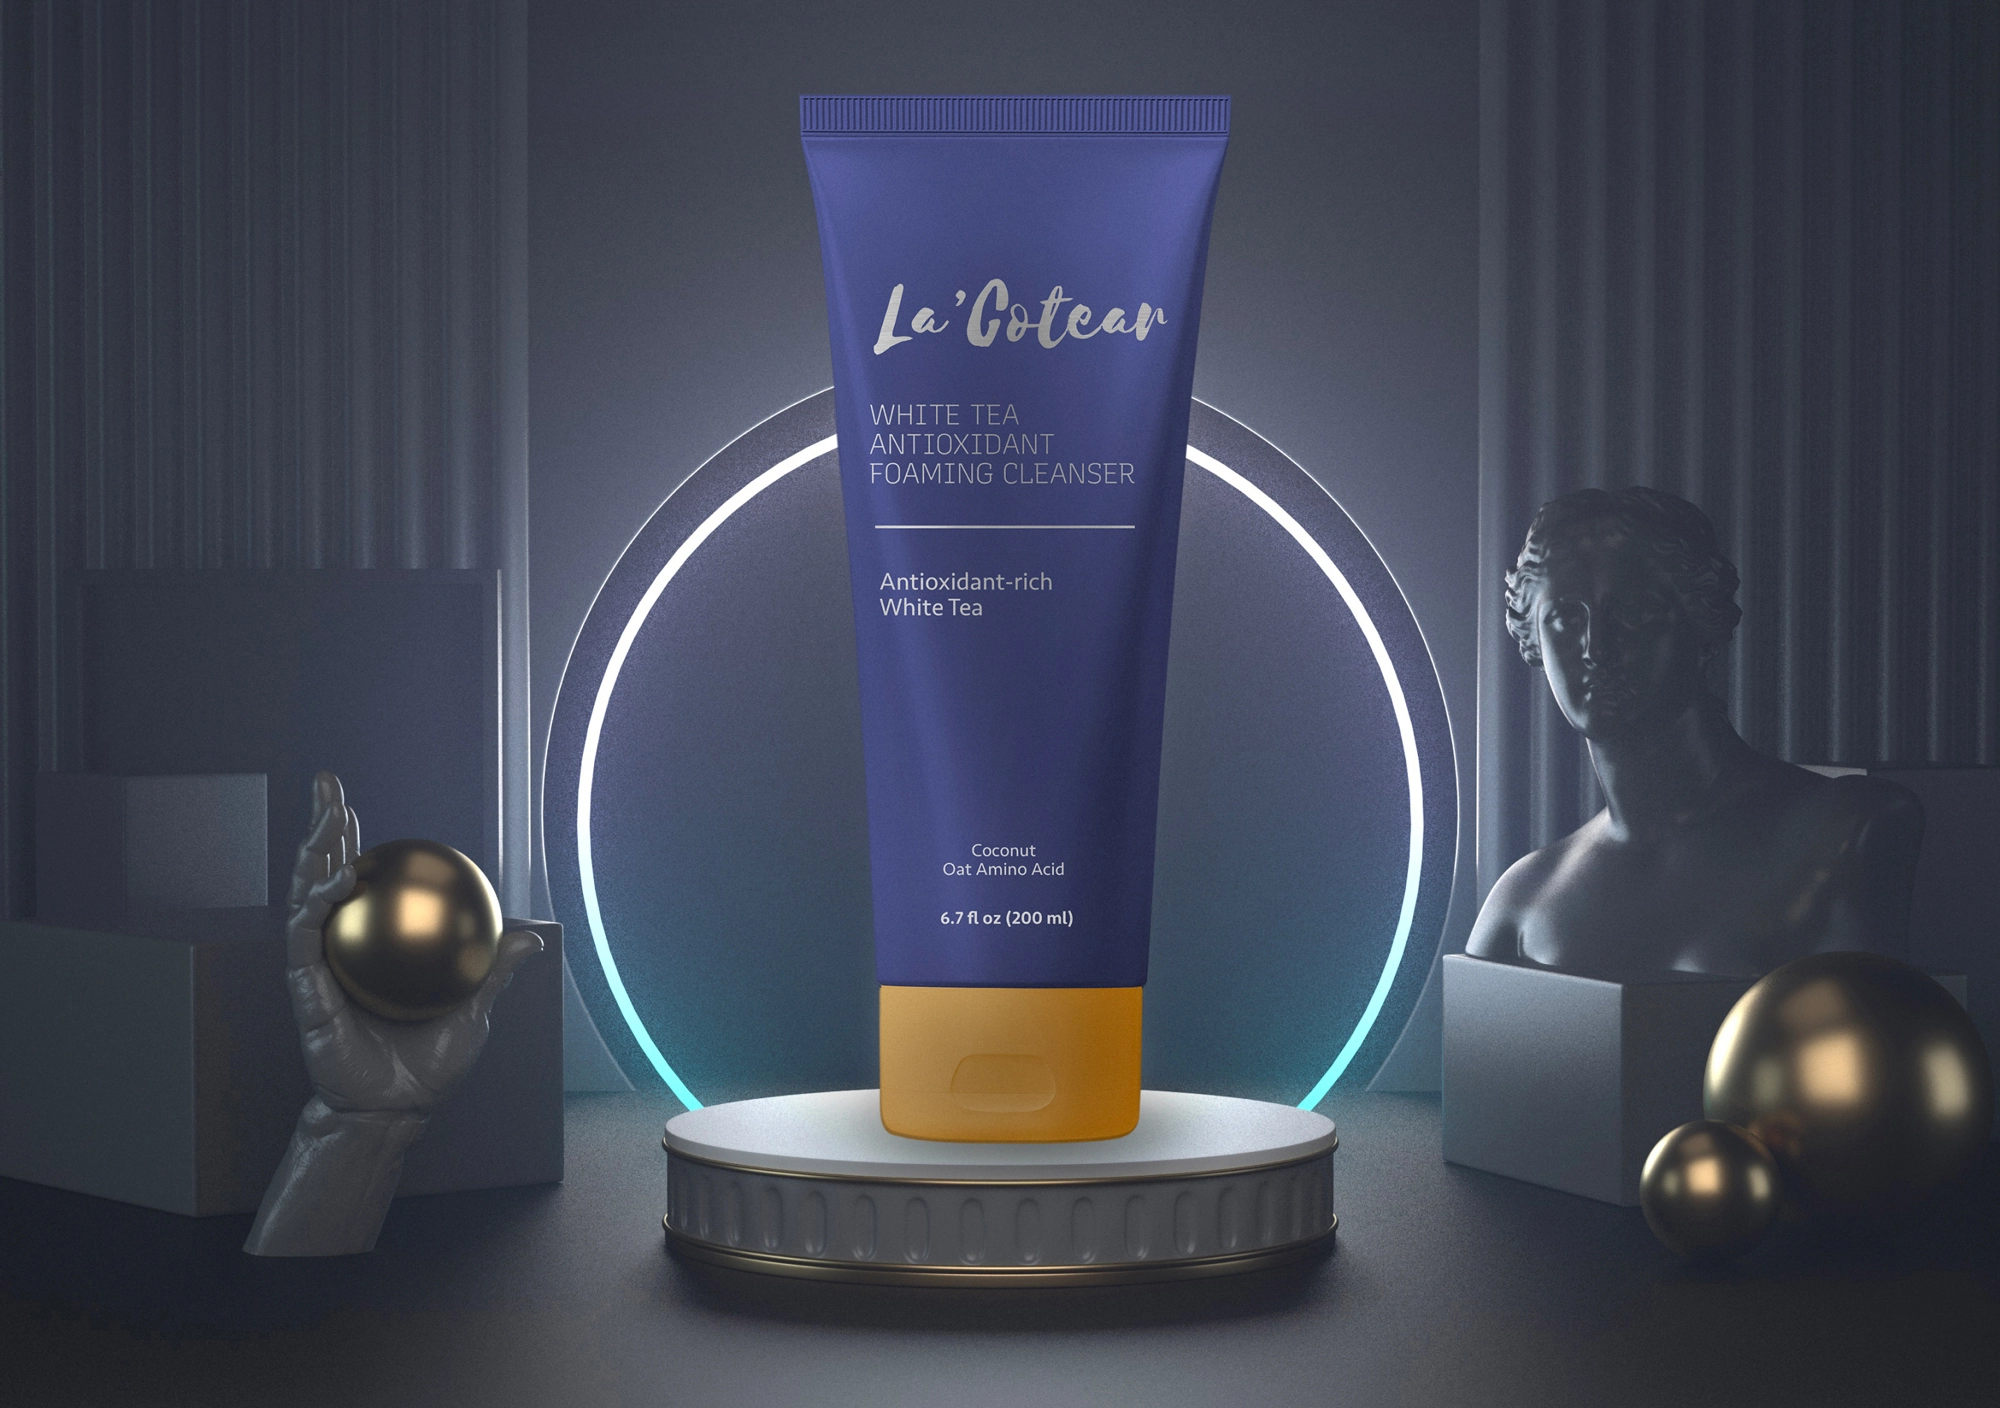 La'Cotear
WHITE TEA
ANTIOXIDANT
FOAMING CLEANSER
Antioxidant-rich
White Tea
Coconut
Oat Amino Acid
6.7 fl oz (200 ml)